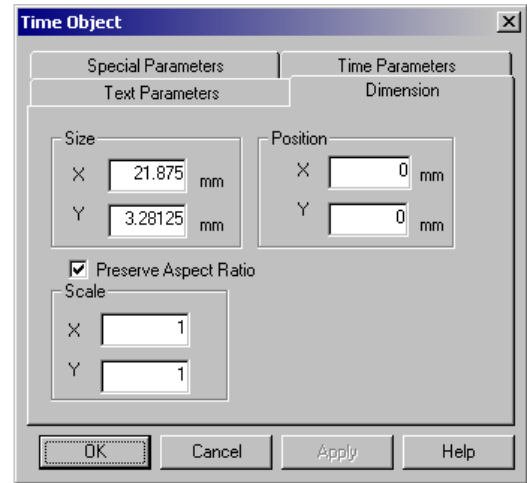 Time Object
Special Parameters Time Parameters
Text Parameters Dimension
Size Position
X 21.875 mm X 0 mm
Y 3.28125 mm Y 0 mm
Preserve Aspect Ratio
Scale
X 1
Y 1
OK Cancel Apply Help